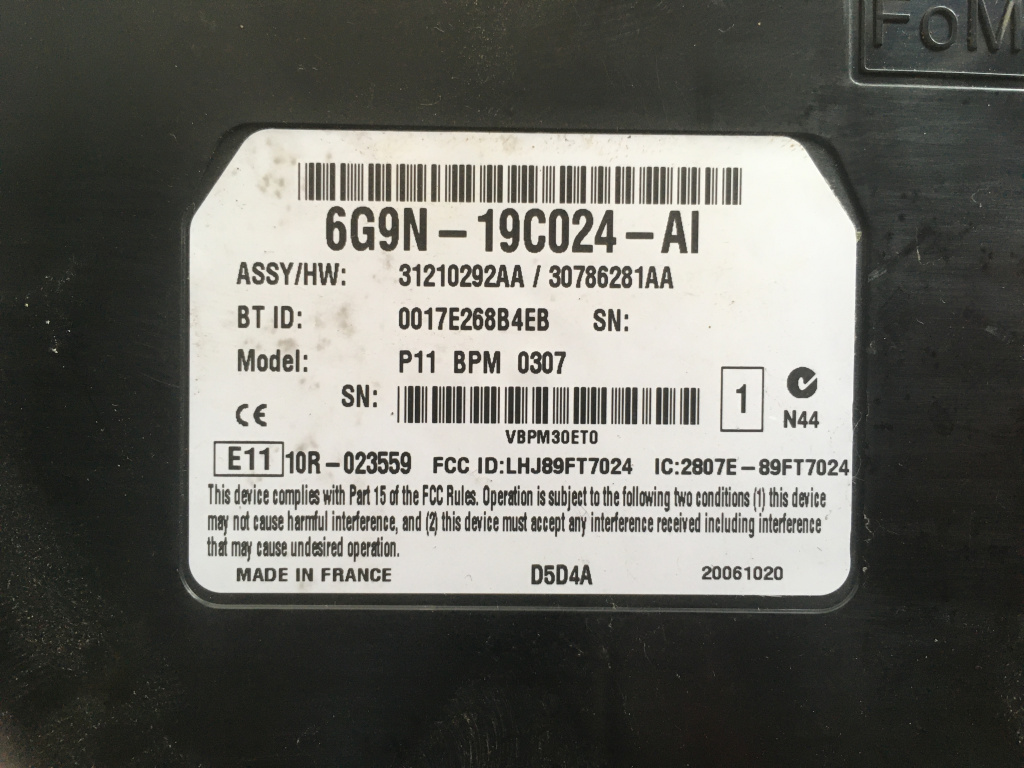 FoM
6G9N-19C024-AI
ASSY/HW: 31210292AA / 30786281AA
BT ID: 0017E268B4EB SN:
Model: P11 BPM 0307
SN:
1
N44
VBPM30ET0
CE
E11 10R-023559 FCC ID:LHJ89FT7024 IC:2807E-89FT7024
This device complies with Part 15 of the FCC Rules. Operation is subject to the following two conditions (1) this device
may not cause harmful interference, and (2) this device must accept any interference received including interference
that may cause undesired operation.
MADE IN FRANCE D5D4A 20061020